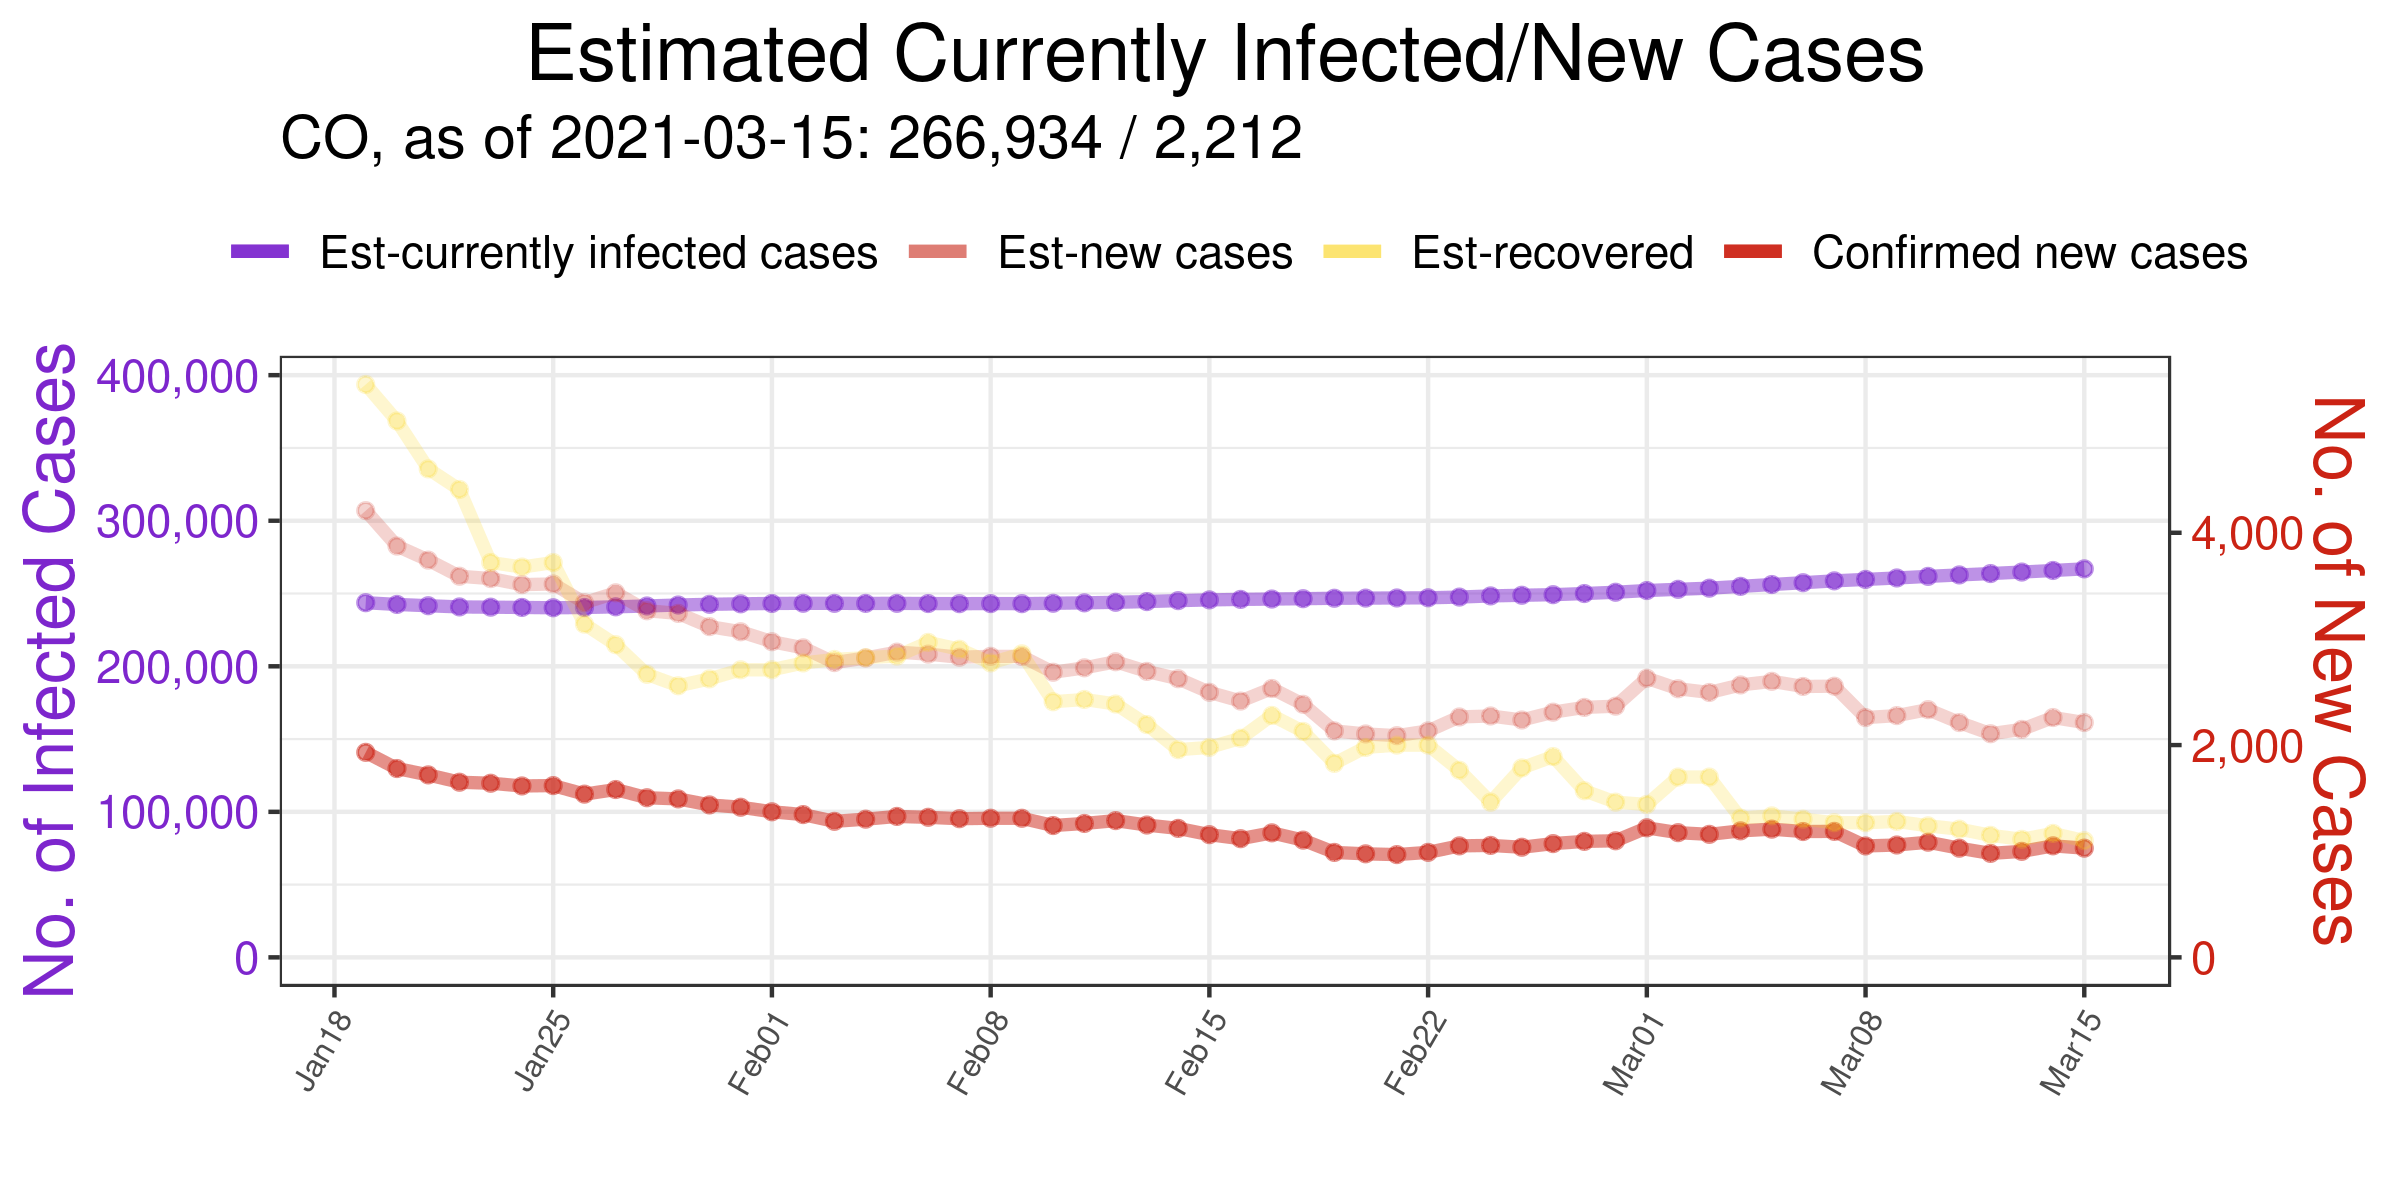 Estimated Currently Infected/New Cases
CO, as of 2021-03-15: 266,934 / 2,212
Est-currently infected cases Est-new cases Est-recovered Confirmed new cases
No. of Infected Cases
400,000
300,000
200,000
100,000
0
4,000
2,000
0
No. of New Cases
Jan18 Jan25 Feb01 Feb08 Feb15 Feb22 Mar01 Mar08 Mar15